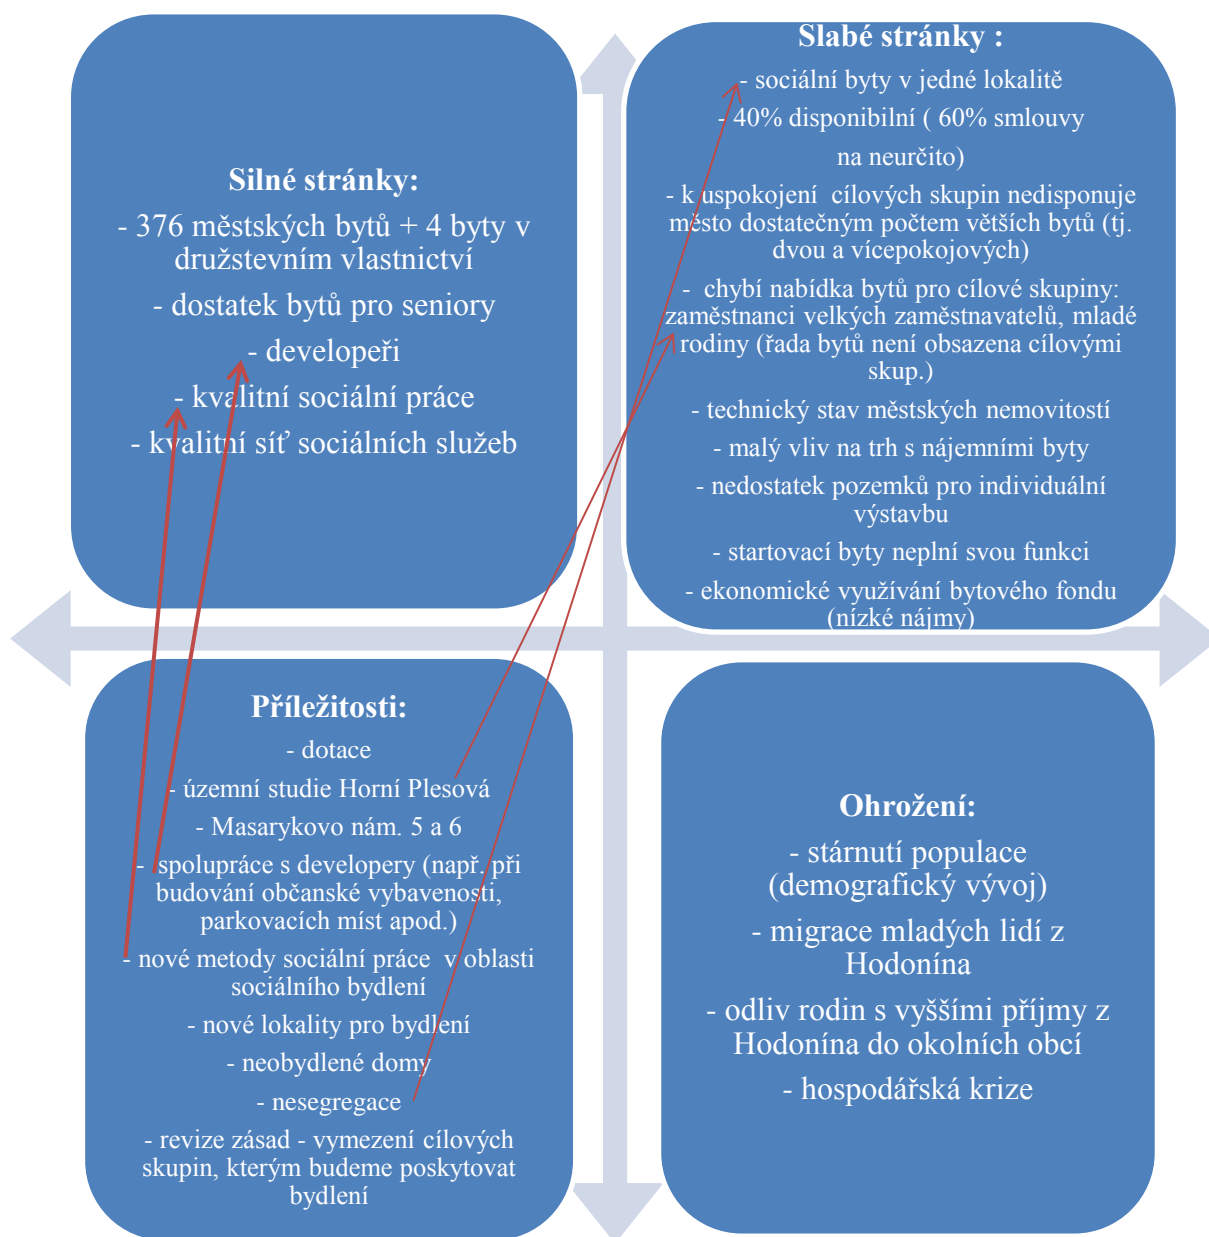 Silné stránky:
- 376 městských bytů + 4 byty v
družstevním vlastnictví
- dostatek bytů pro seniory
- developeři
- kvalitní sociální práce
- kvalitní síť sociálních služeb
Slabé stránky :
- sociální byty v jedné lokalitě
- 40% disponibilní ( 60% smlouvy
na neurčito)
- k uspokojení cílových skupin nedisponuje
město dostatečným počtem větších bytů (tj.
dvou a vícepokojových)
- chybí nabídka bytů pro cílové skupiny:
zaměstnanci velkých zaměstnavatelů, mladé
rodiny (řada bytů není obsazena cílovými
skup.)
- technický stav městských nemovitostí
- malý vliv na trh s nájemními byty
- nedostatek pozemků pro individuální
výstavbu
- startovací byty neplní svou funkci
- ekonomické využívání bytového fondu
(nízké nájmy)
Příležitosti:
- dotace
- územní studie Horní Plesová
- Masarykovo nám. 5 a 6
- spolupráce s developery (např. při
budování občanské vybavenosti,
parkovacích míst apod.)
- nové metody sociální práce v oblasti
sociálního bydlení
- nové lokality pro bydlení
- neobydlené domy
- nesegregace
- revize zásad - vymezení cílových
skupin, kterým budeme poskytovat
bydlení
Ohrožení:
- stárnutí populace
(demografický vývoj)
- migrace mladých lidí z
Hodonína
- odliv rodin s vyššími příjmy z
Hodonína do okolních obcí
- hospodářská krize